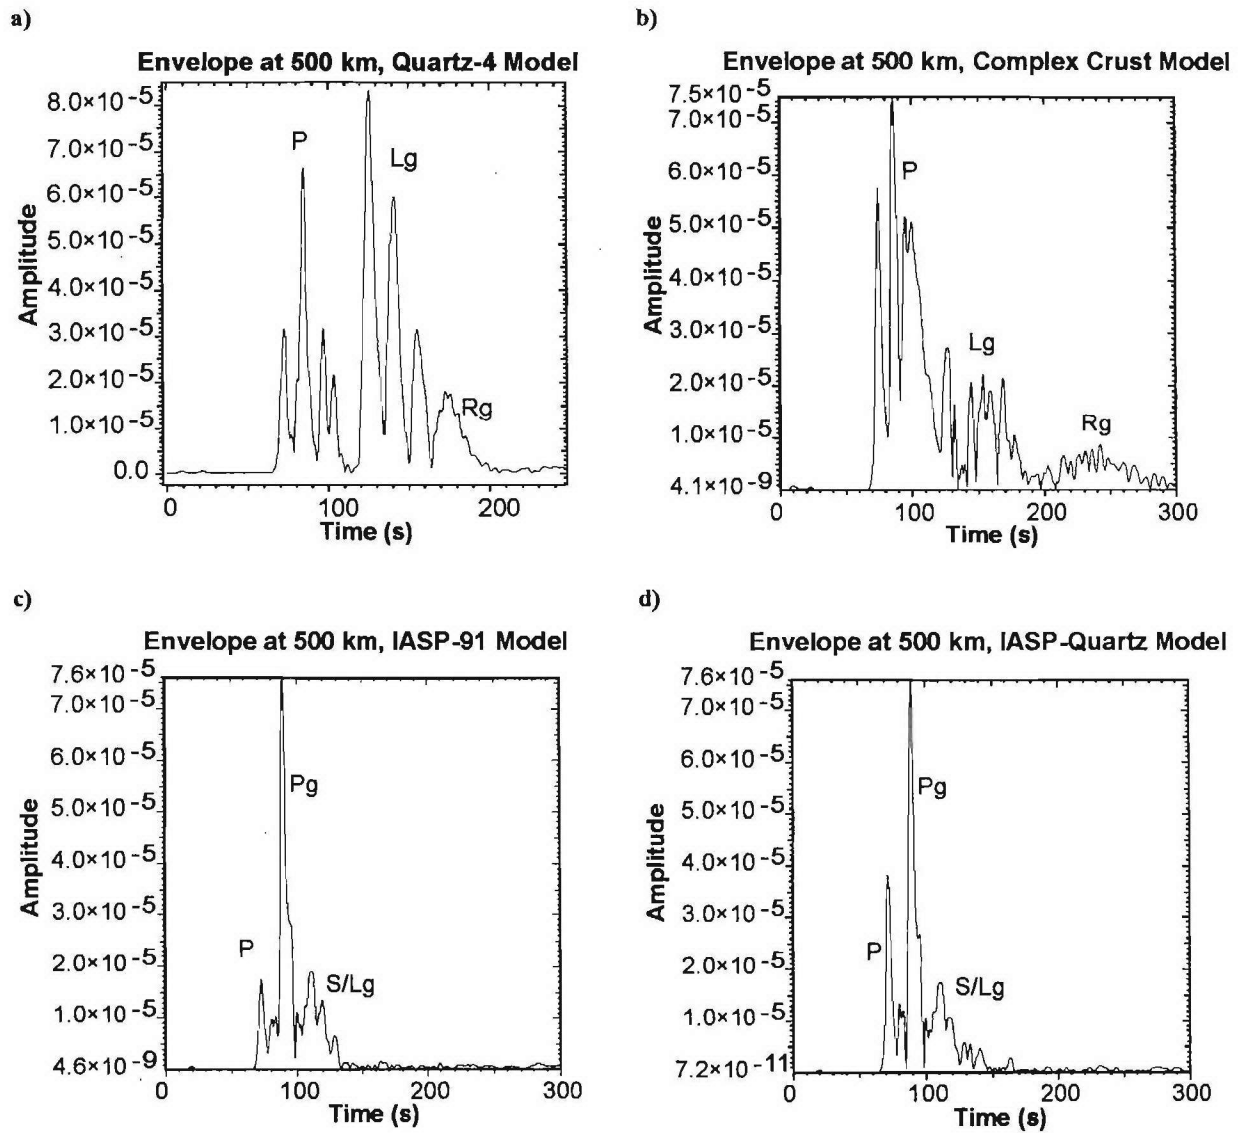 a)
Envelope at 500 km, Quartz-4 Model
8.0×10 -5
7.0×10 -5
6.0×10 -5
5.0×10 -5
4.0×10 -5
3.0×10 -5
2.0×10 -5
1.0×10 -5
0.0
Amplitude
P
Lg
Rg
0
100
200
Time (s)
b)
Envelope at 500 km, Complex Crust Model
7.5×10 -5
7.0×10 -5
6.0×10 -5
5.0×10 -5
4.0×10 -5
3.0×10 -5
2.0×10 -5
1.0×10 -5
4.1×10 -9
Amplitude
P
Lg
Rg
0
100
200
300
Time (s)
c)
Envelope at 500 km, IASP-91 Model
7.6×10 -5
7.0×10 -5
6.0×10 -5
5.0×10 -5
4.0×10 -5
3.0×10 -5
2.0×10 -5
1.0×10 -5
4.6×10 -9
Amplitude
P
Pg
S/Lg
0
100
200
300
Time (s)
d)
Envelope at 500 km, IASP-Quartz Model
7.6×10 -5
7.0×10 -5
6.0×10 -5
5.0×10 -5
4.0×10 -5
3.0×10 -5
2.0×10 -5
1.0×10 -5
7.2×10 -11
Amplitude
P
Pg
S/Lg
0
100
200
300
Time (s)